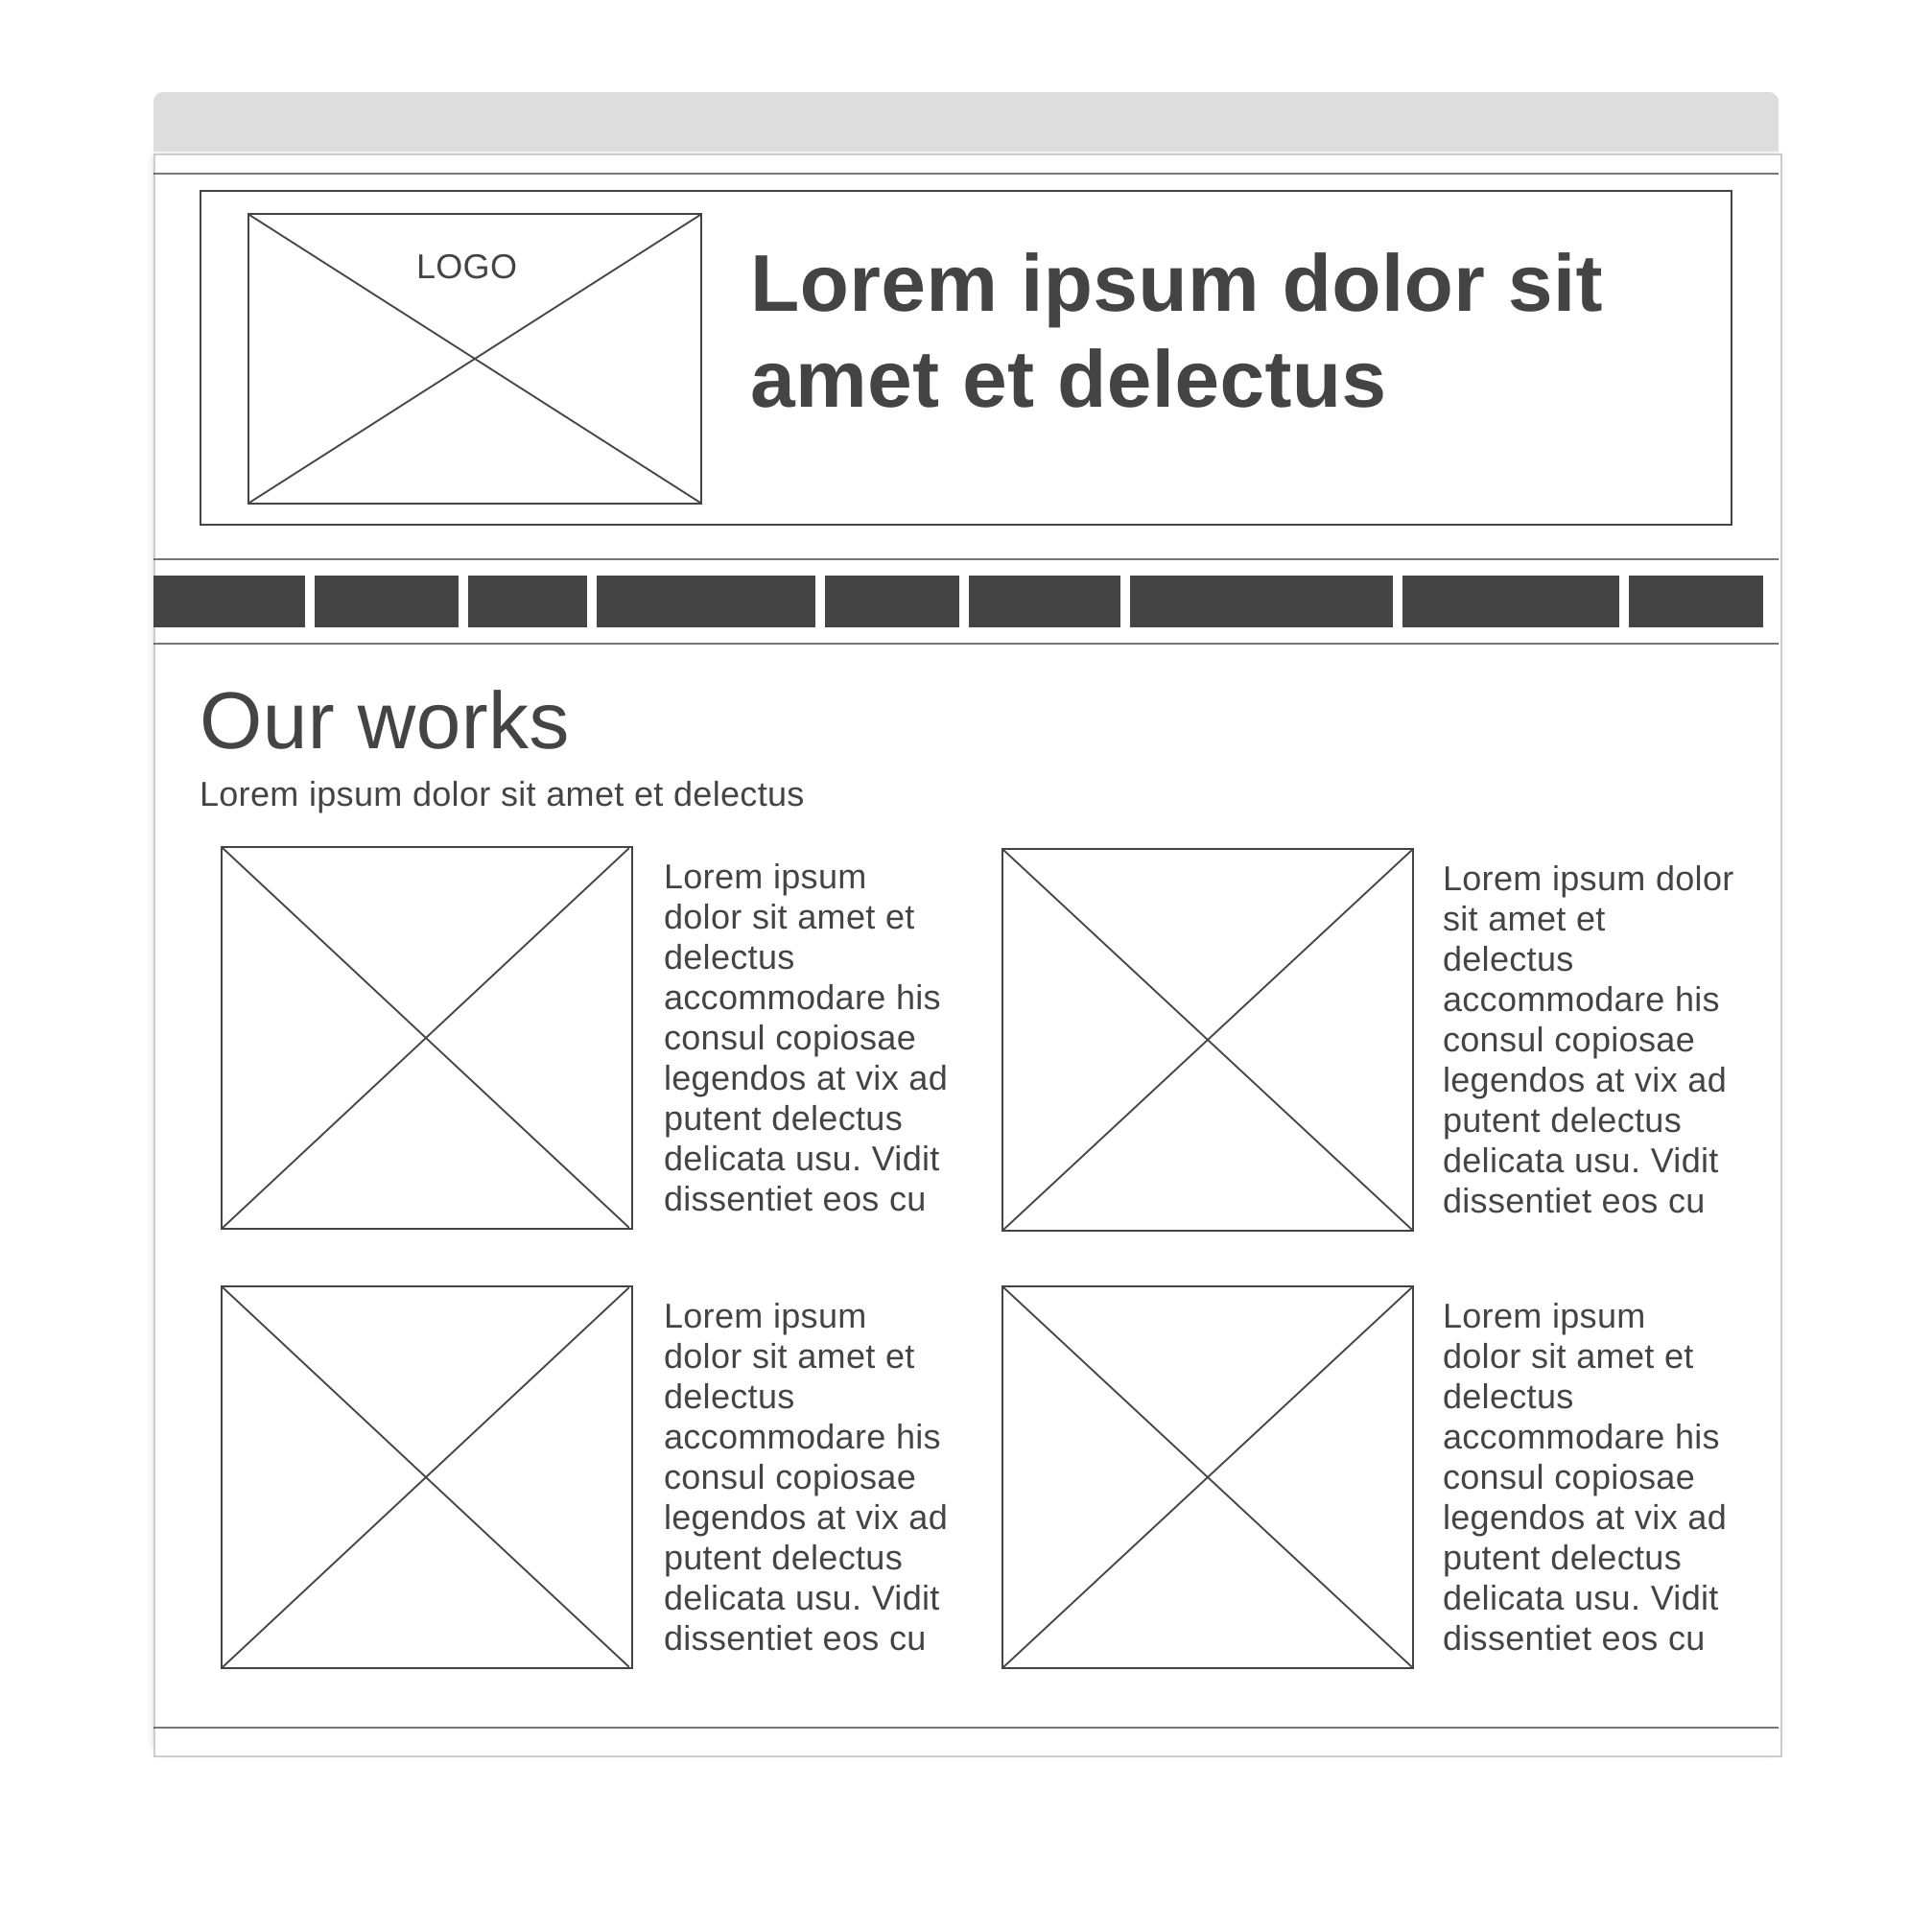 LOGO
Lorem ipsum dolor sit
amet et delectus
Our works
Lorem ipsum dolor sit amet et delectus
Lorem ipsum
dolor sit amet et
delectus
accommodare his
consul copiosae
legendos at vix ad
putent delectus
delicata usu. Vidit
dissentiet eos cu
Lorem ipsum dolor
sit amet et
delectus
accommodare his
consul copiosae
legendos at vix ad
putent delectus
delicata usu. Vidit
dissentiet eos cu
Lorem ipsum
dolor sit amet et
delectus
accommodare his
consul copiosae
legendos at vix ad
putent delectus
delicata usu. Vidit
dissentiet eos cu
Lorem ipsum
dolor sit amet et
delectus
accommodare his
consul copiosae
legendos at vix ad
putent delectus
delicata usu. Vidit
dissentiet eos cu